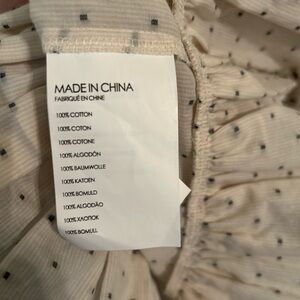 MADE IN CHINA
FABRIQUÉ EN CHINE
100% COTTON
100% COTON
100% COTONE
100% ALGODÓN
100% BAUMWOLLE
100% KATOEN
100% BOMULD
100% ALGODÃO
100% ХЛОПОК
100% BOMULL